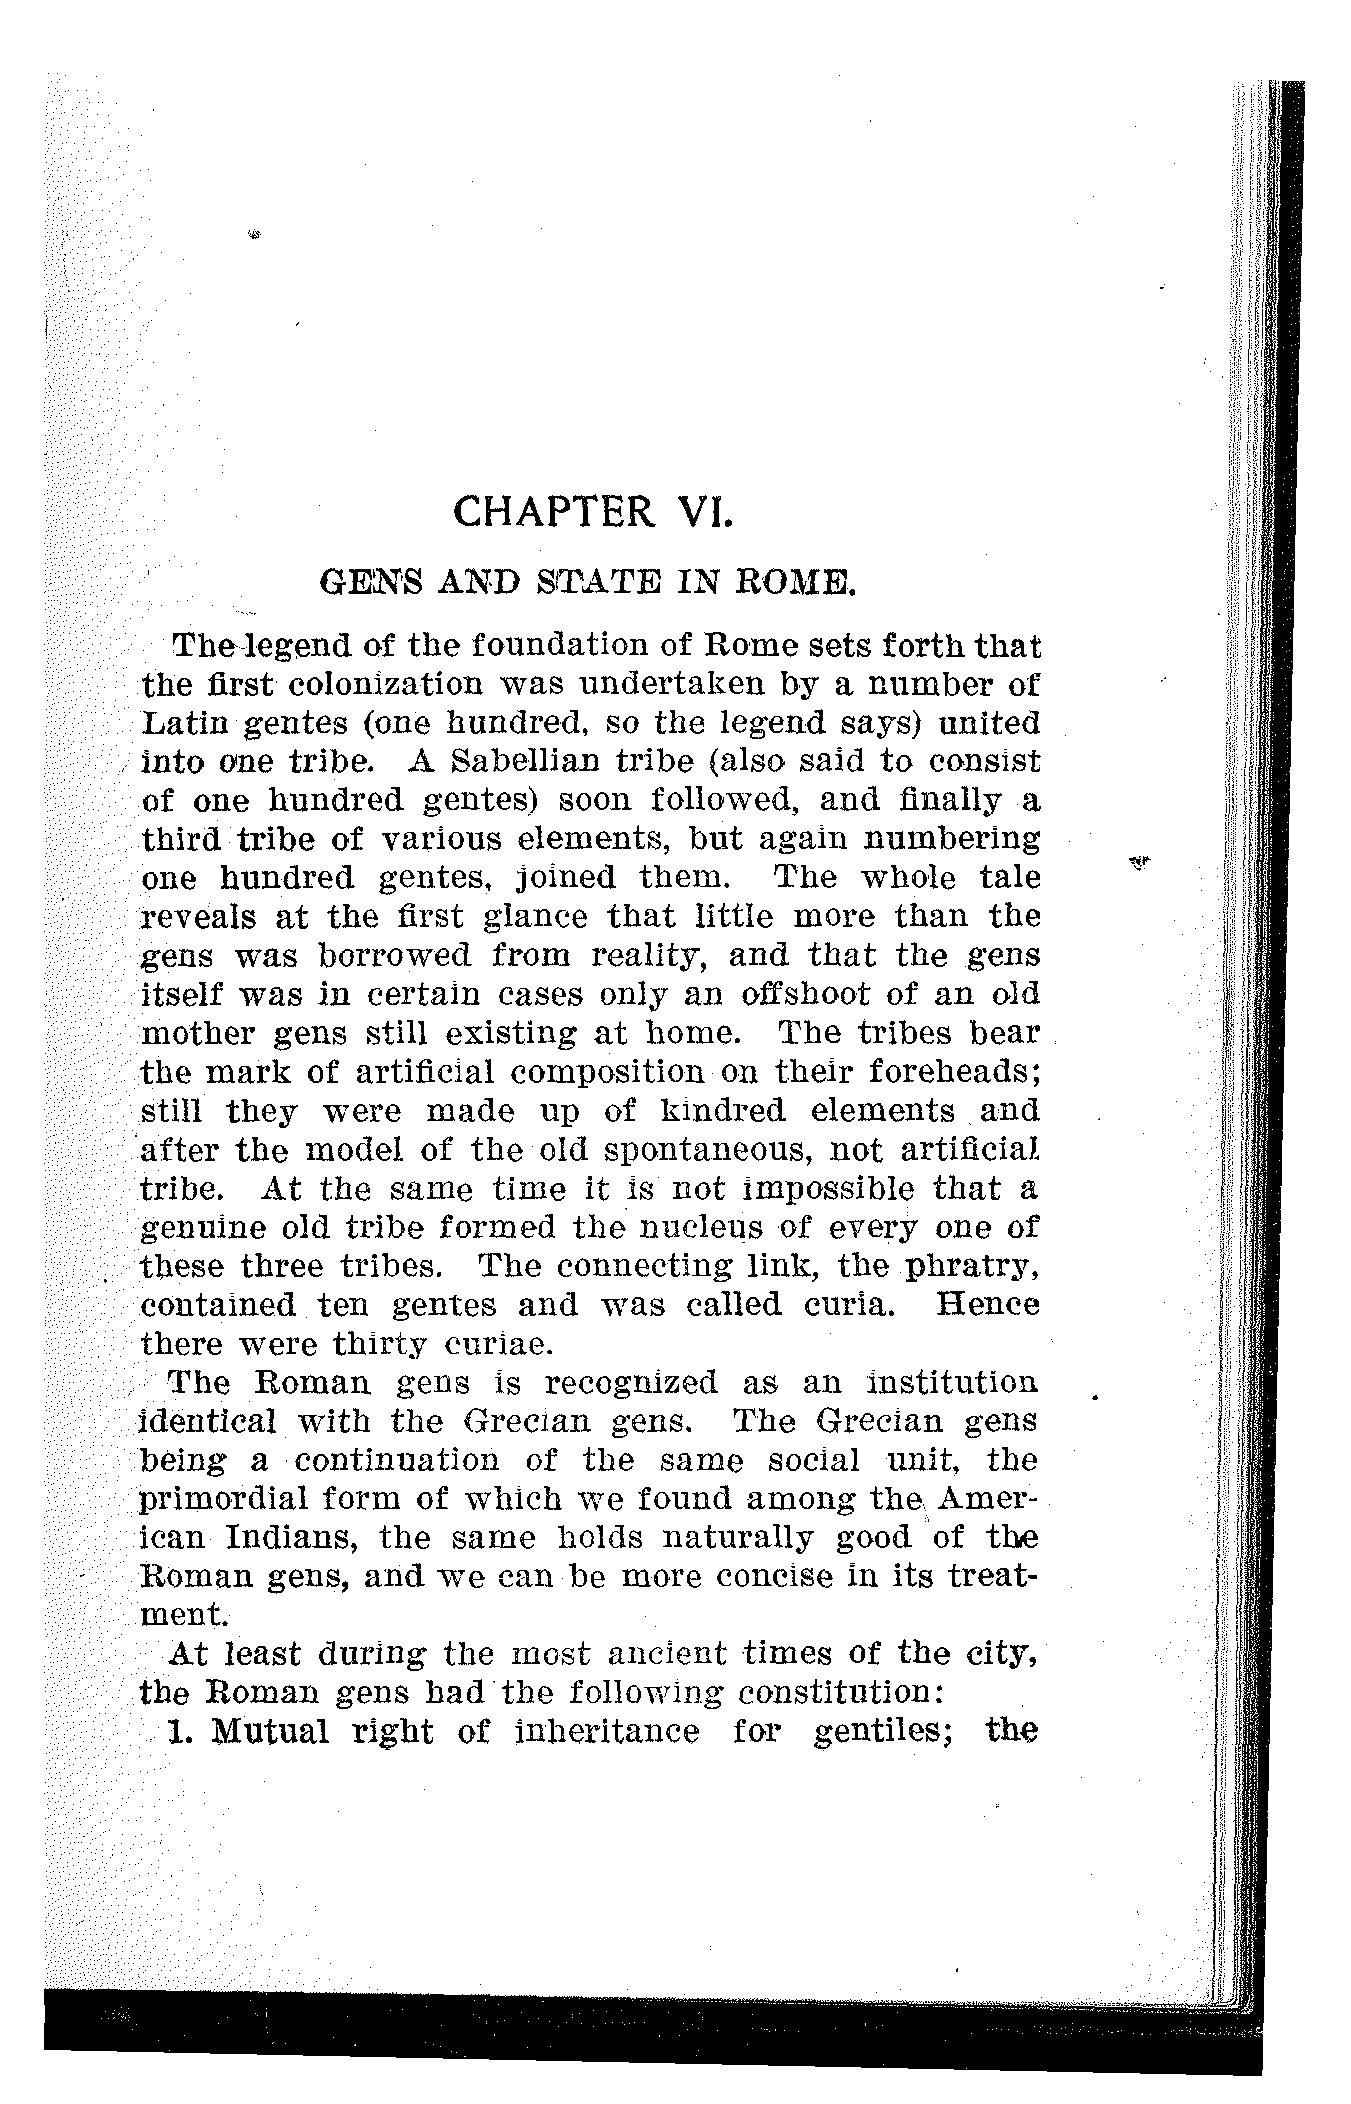 CHAPTER VI.
GENS AND STATE IN ROME.
The legend of the foundation of Rome sets forth that
the first colonization was undertaken by a number of
Latin gentes (one hundred, so the legend says) united
into one tribe. A Sabellian tribe (also said to consist
of one hundred gentes) soon followed, and finally a
third tribe of various elements, but again numbering
one hundred gentes, joined them. The whole tale
reveals at the first glance that little more than the
gens was borrowed from reality, and that the gens
itself was in certain cases only an offshoot of an old
mother gens still existing at home. The tribes bear
the mark of artificial composition on their foreheads;
still they were made up of kindred elements and
after the model of the old spontaneous, not artificial
tribe. At the same time it is not impossible that a
genuine old tribe formed the nucleus of every one of
these three tribes. The connecting link, the phratry,
contained ten gentes and was called curia. Hence
there were thirty curiae.
The Roman gens is recognized as an institution
identical with the Grecian gens. The Grecian gens
being a continuation of the same social unit, the
primordial form of which we found among the Amer-
ican Indians, the same holds naturally good of the
Roman gens, and we can be more concise in its treat-
ment.
At least during the most ancient times of the city,
the Roman gens had the following constitution:
1. Mutual right of inheritance for gentiles; the